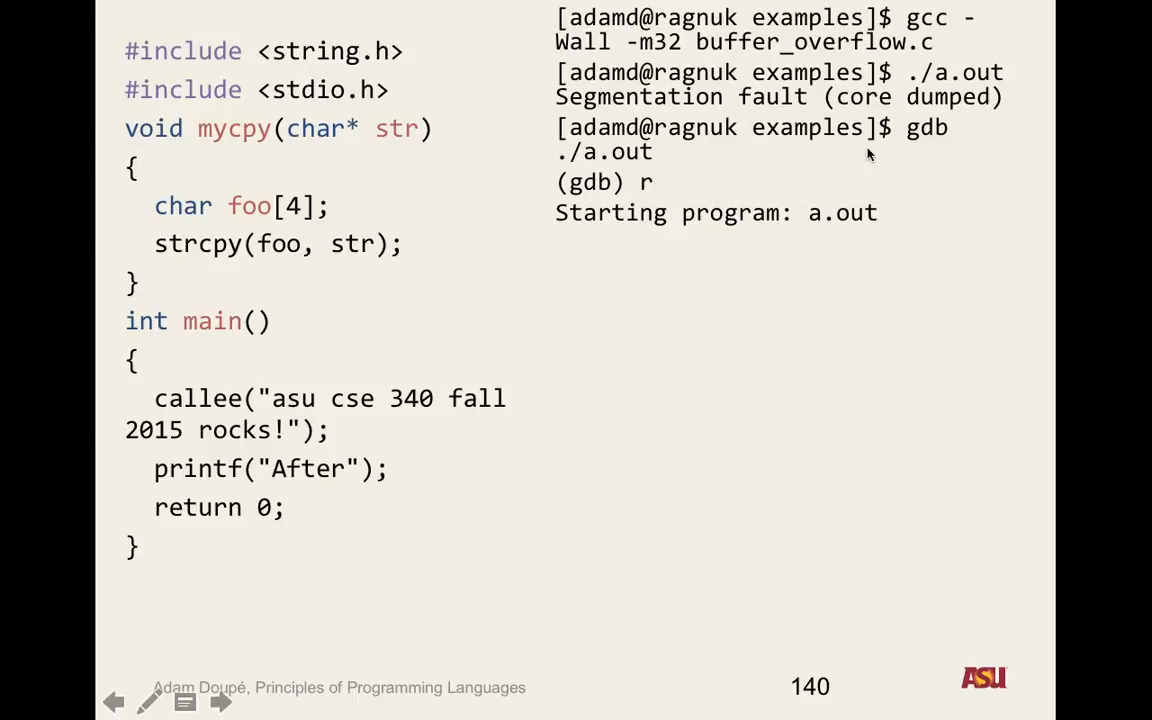 #include <string.h>
#include <stdio.h>
void mycpy(char* str)
{
char foo[4];
strcpy(foo, str);
}
int main()
{
callee("asu cse 340 fall
2015 rocks!");
printf("After");
return 0;
}
[adamd@ragnuk examples]$ gcc -
Wall -m32 buffer_overflow.c
[adamd@ragnuk examples]$ ./a.out
Segmentation fault (core dumped)
[adamd@ragnuk examples]$ gdb
./a.out
(gdb) r
Starting program: a.out
Adam Doupé, Principles of Programming Languages
140
ASU